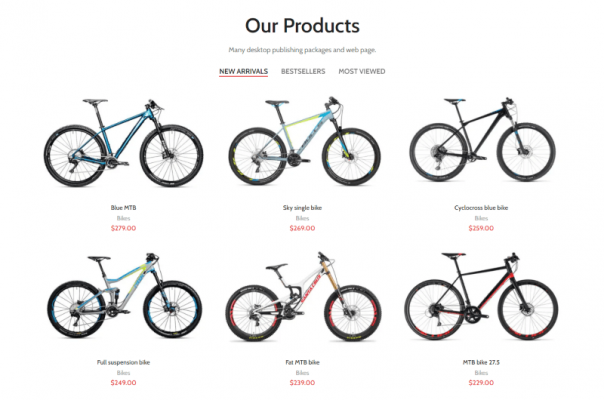 Our Products
Many desktop publishing packages and web page.
NEW ARRIVALS BESTSELLERS MOST VIEWED
Blue MTB
Sky single bike
Cyclocross blue bike
Bikes
Bikes
Bikes
$279.00
$269.00
$259.00
Full suspension bike
Fat MTB bike
MTB bike 27.5
Bikes
Bikes
Bikes
$249.00
$239.00
$229.00